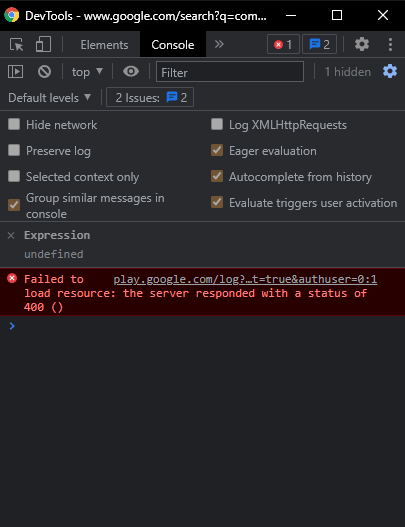 DevTools - www.google.com/search?q=com...
Elements Console » 1 2
top Filter 1 hidden
Default levels 2 Issues: 2
Hide network Log XMLHttpRequests
Preserve log Eager evaluation
Selected context only Autocomplete from history
Group similar messages in Evaluate triggers user activation
console
Expression
undefined
Failed to play.google.com/log?…t=true&authuser=0:1
load resource: the server responded with a status of
400 ()